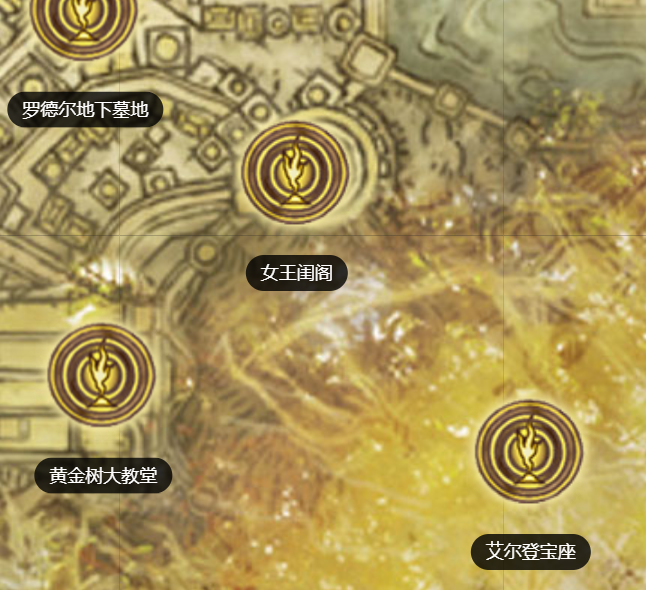 罗德尔地下墓地
女王闺阁
黄金树大教堂
艾尔登宝座